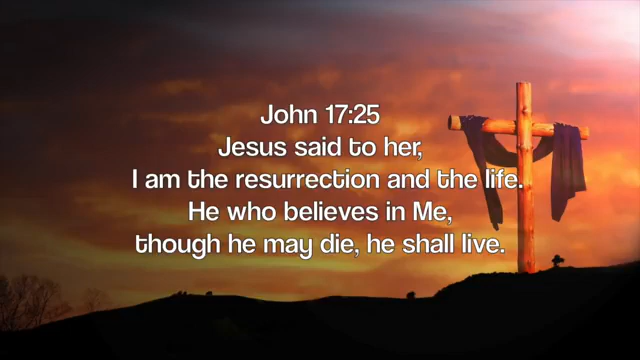 John 17:25
Jesus said to her,
I am the resurrection and the life.
He who believes in Me,
though he may die, he shall live.